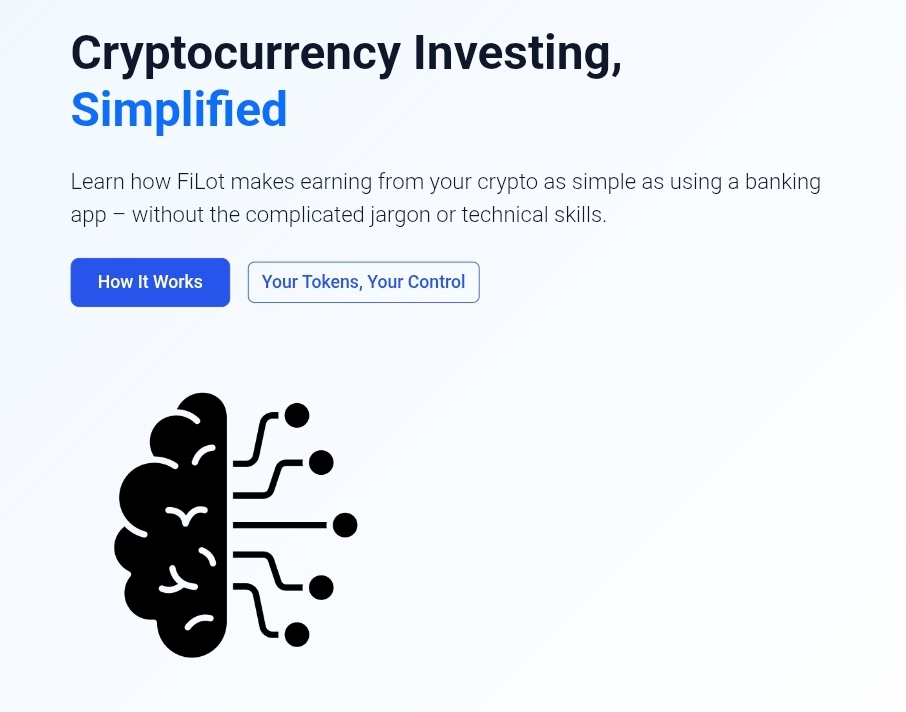 Cryptocurrency Investing,
Simplified
Learn how FiLot makes earning from your crypto as simple as using a banking
app – without the complicated jargon or technical skills.
How It Works
Your Tokens, Your Control